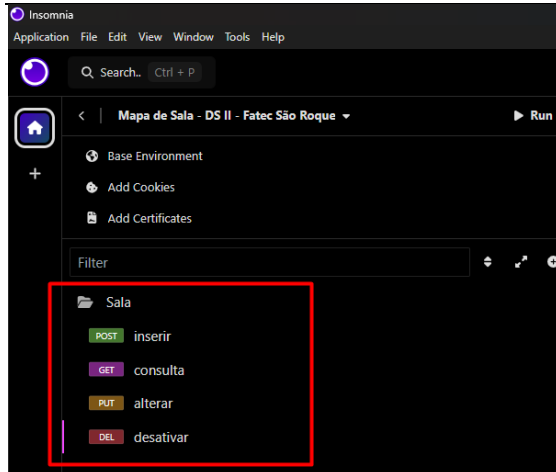 Insomnia
Application File Edit View Window Tools Help
Search.. Ctrl + P
Mapa de Sala - DS II - Fatec São Roque
Run
Base Environment
Add Cookies
Add Certificates
Filter
Sala
POST inserir
GET consulta
PUT alterar
DEL desativar